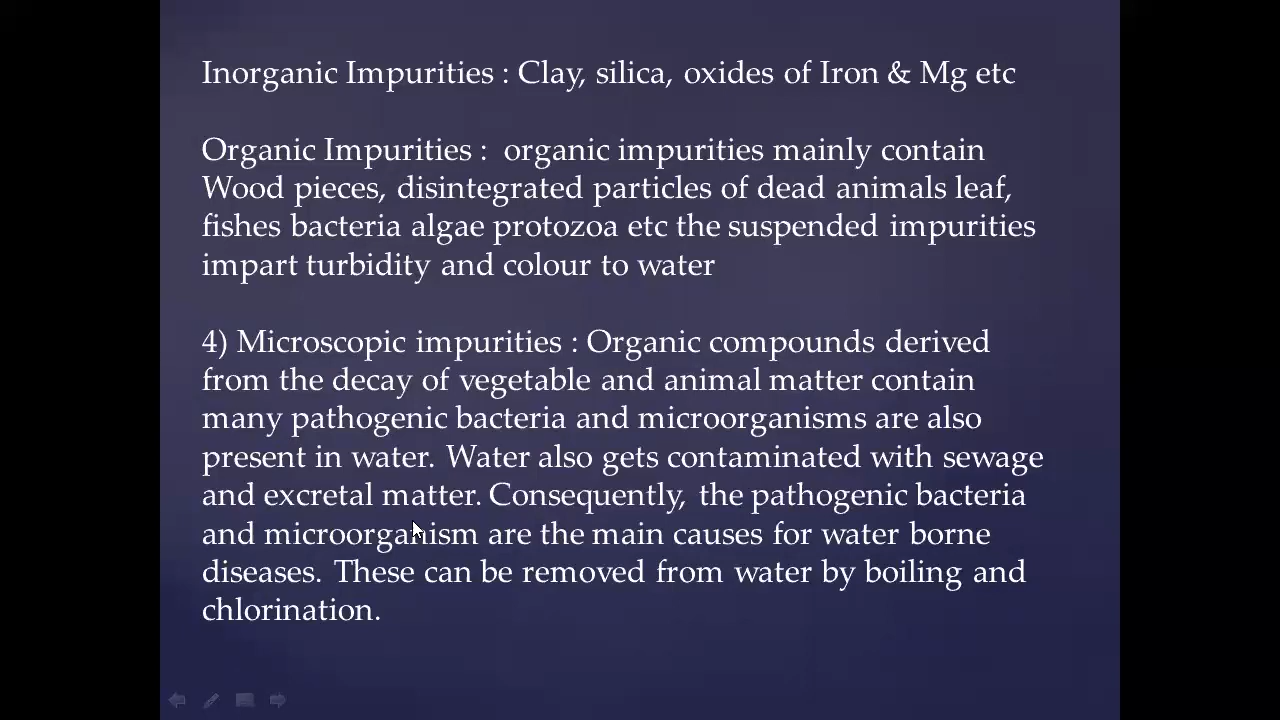 Inorganic Impurities : Clay, silica, oxides of Iron & Mg etc
Organic Impurities :  organic impurities mainly contain
Wood pieces, disintegrated particles of dead animals leaf,
fishes bacteria algae protozoa etc the suspended impurities
impart turbidity and colour to water
4) Microscopic impurities : Organic compounds derived
from the decay of vegetable and animal matter contain
many pathogenic bacteria and microorganisms are also
present in water. Water also gets contaminated with sewage
and excretal matter. Consequently, the pathogenic bacteria
and microorganism are the main causes for water borne
diseases. These can be removed from water by boiling and
chlorination.